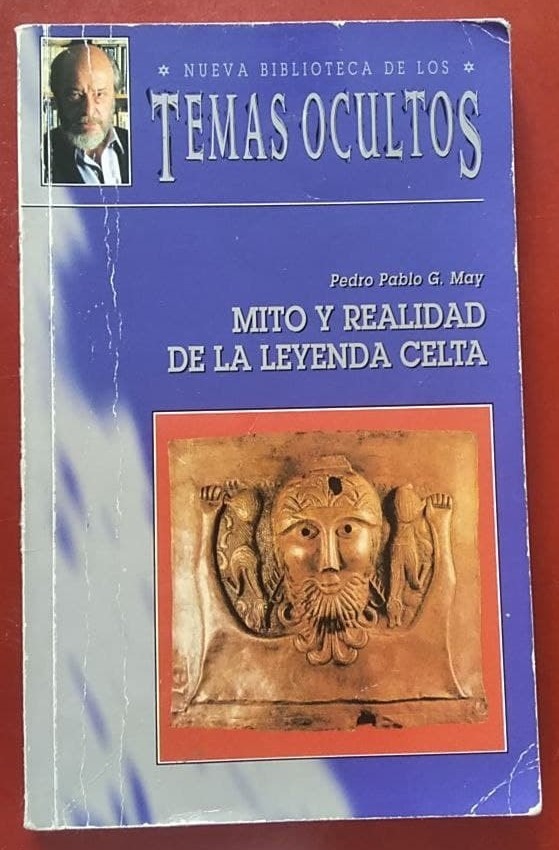 NUEVA BIBLIOTECA DE LOS
TEMAS OCULTOS
Pedro Pablo G. May
MITO Y REALIDAD
DE LA LEYENDA CELTA